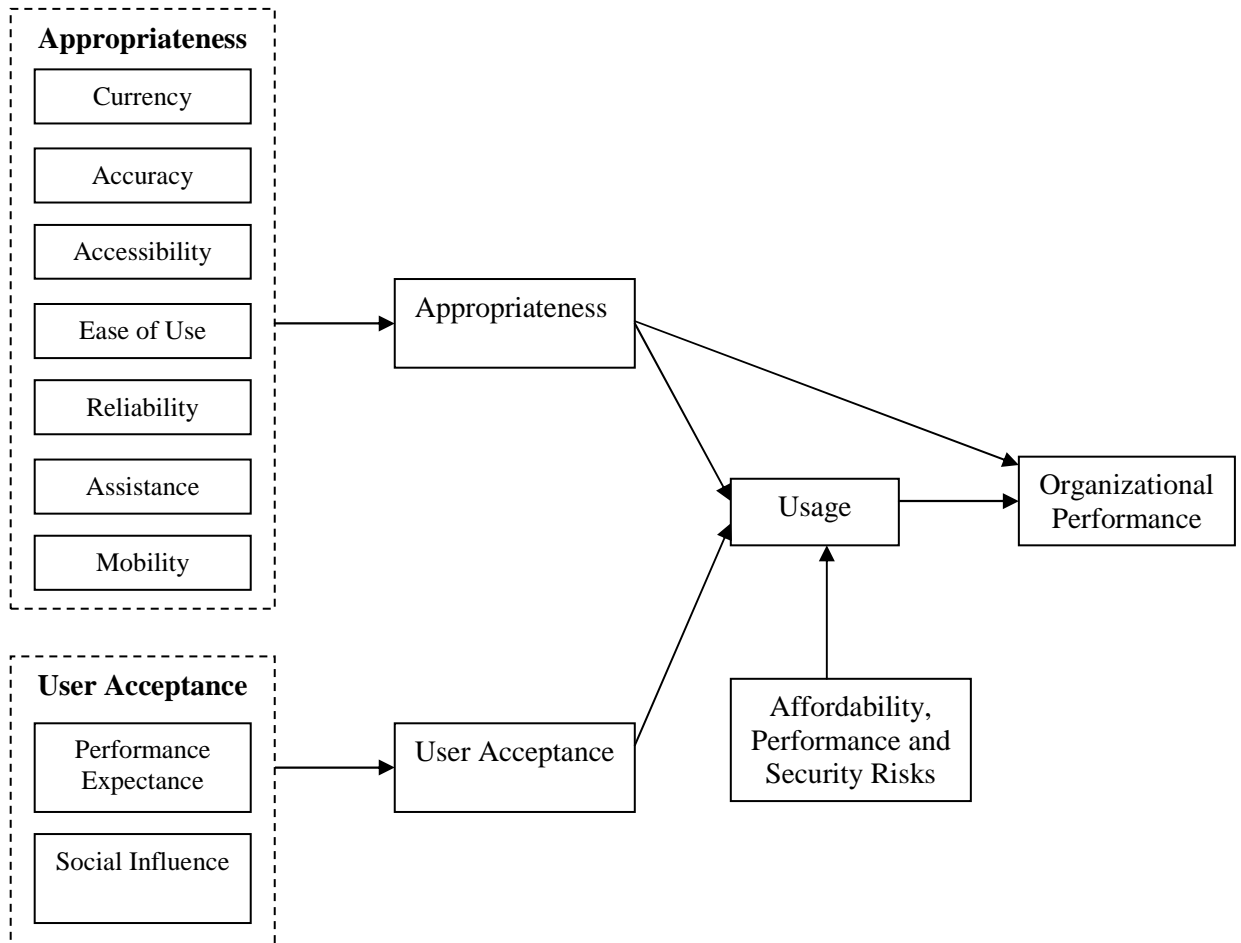 Appropriateness
Currency
Accuracy
Accessibility
Ease of Use
Reliability
Assistance
Mobility
Appropriateness
Usage
Organizational
Performance
User Acceptance
Performance
Expectance
Social Influence
User Acceptance
Affordability,
Performance and
Security Risks